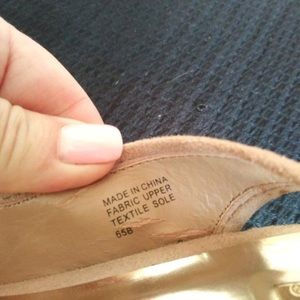 MADE IN CHINA
FABRIC UPPER
TEXTILE SOLE
65B